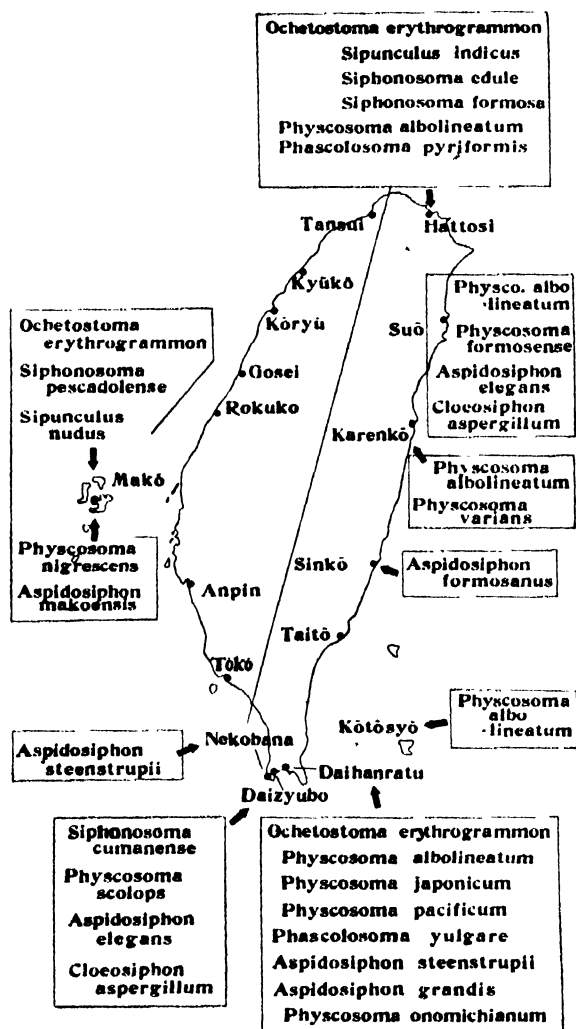 Ochetostoma erythrogrammon
Sipunculus indicus
Siphonosoma edule
Siphonosoma formosa
Physcosoma albolineatum
Phascolosoma pyriformis
Tansui
Hattosi
Kyūkō
Kōryū
Gosei
Rokuko
Suō
Physco. albo
lineatum
Physcosoma
formosense
Aspidosiphon
elegans
Cloeosiphon
aspergillum
Ochetostoma
erythrogrammon
Siphonosoma
pescadolense
Sipunculus
nudus
Makō
Physcosoma
nigrescens
Aspidosiphon
makoensis
Karenkō
Physcosoma
albolineatum
Physcosoma
varians
Sinkō
Aspidosiphon
formosanus
Anpin
Taitō
Tōkō
Kōtōsyō
Physcosoma
albo
lineatum
Nekobana
Aspidosiphon
steenstrupii
Daihanratu
Daizyubo
Siphonosoma
cumanense
Physcosoma
scolops
Aspidosiphon
elegans
Cloeosiphon
aspergillum
Ochetostoma erythrogrammon
Physcosoma albolineatum
Physcosoma japonicum
Physcosoma pacificum
Phascolosoma yulgare
Aspidosiphon steenstrupii
Aspidosiphon grandis
Physcosoma onomichianum